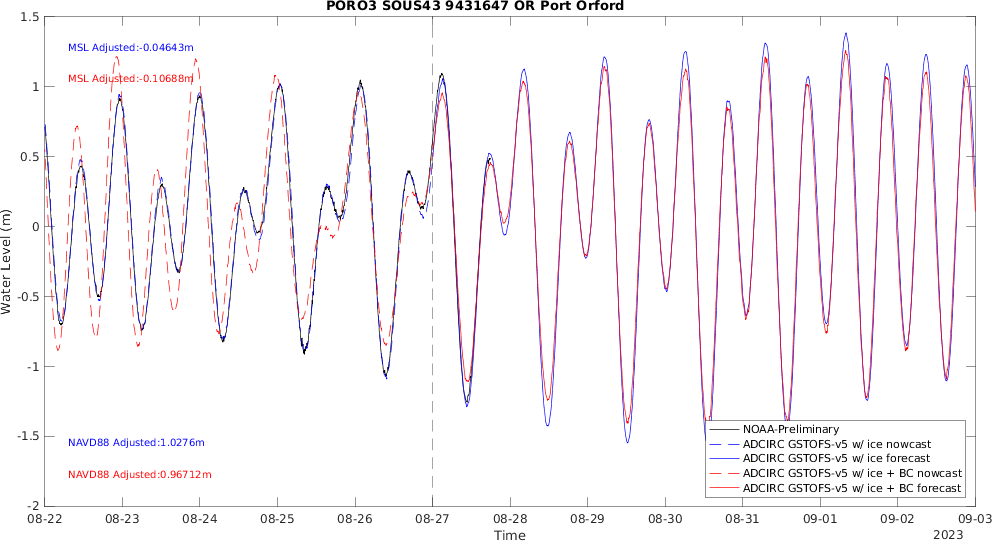 PORO3 SOUS43 9431647 OR Port Orford
MSL Adjusted:-0.04643m
MSL Adjusted:-0.10688m
NAVD88 Adjusted:1.0276m
NAVD88 Adjusted:0.96712m
Water Level (m)
1.5
1
0.5
0
-0.5
-1
-1.5
-2
NOAA-Preliminary
ADCIRC GSTOFS-v5 w/ ice nowcast
ADCIRC GSTOFS-v5 w/ ice forecast
ADCIRC GSTOFS-v5 w/ ice + BC nowcast
ADCIRC GSTOFS-v5 w/ ice + BC forecast
08-22 08-23 08-24 08-25 08-26 08-27 08-28 08-29 08-30 08-31 09-01 09-02 09-03
Time
2023